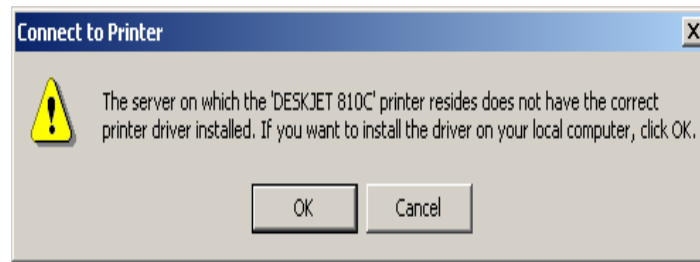 Connect to Printer
The server on which the 'DESKJET 810C' printer resides does not have the correct
printer driver installed. If you want to install the driver on your local computer, click OK.
OK
Cancel